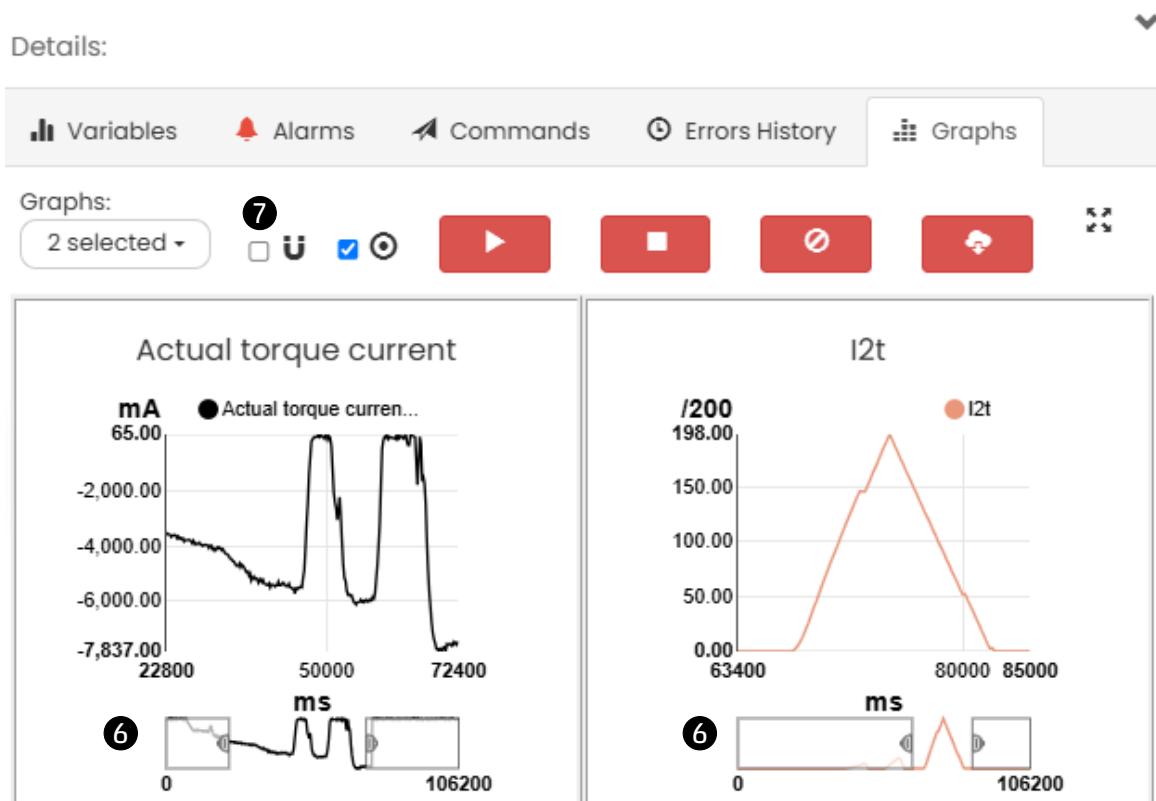 Details:
Variables Alarms Commands Errors History Graphs
Graphs:
7
2 selected
Actual torque current
mA
Actual torque curren...
65.00
-2,000.00
-4,000.00
-6,000.00
-7,837.00
22800 50000 72400
ms
6
0 106200
I2t
/200
I2t
198.00
150.00
100.00
50.00
0.00
63400 80000 85000
ms
6
0 106200